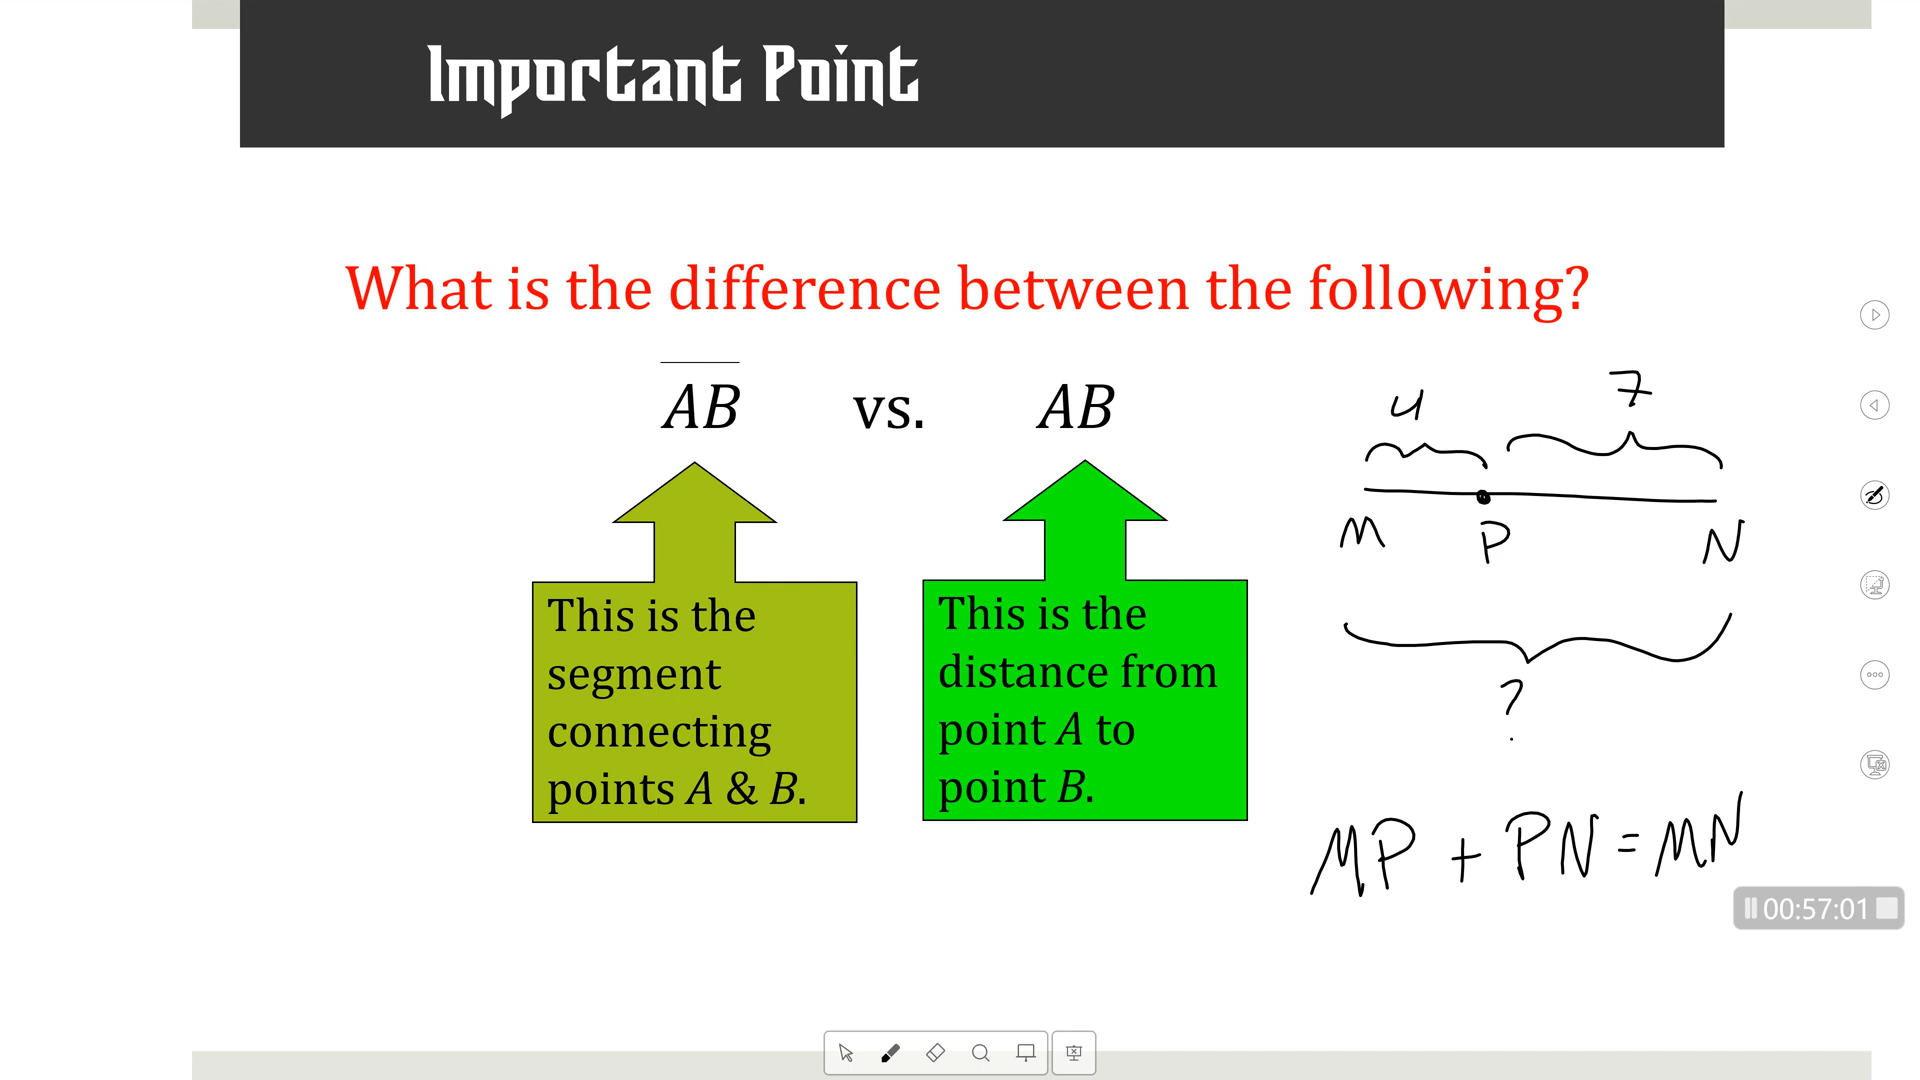 Important Point
What is the difference between the following?
A̅B̅ vs. AB
This is the
segment
connecting
points A & B.
This is the
distance from
point A to
point B.
4 7
M P N
?
MP + PN = MN
00:57:01